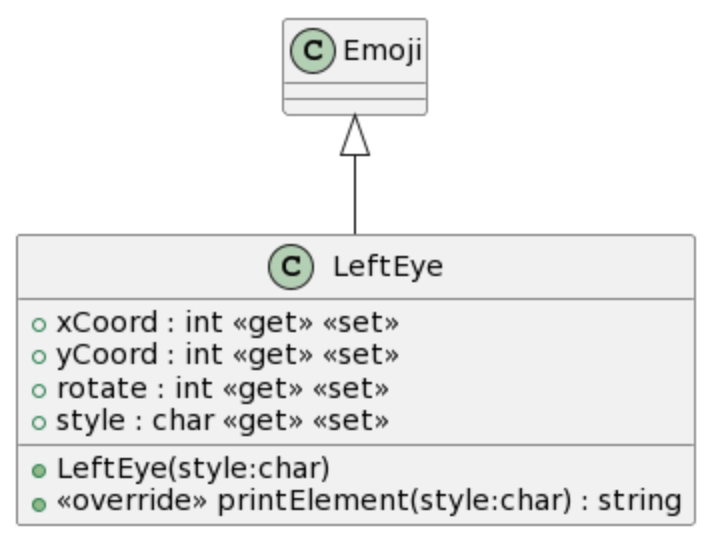 C Emoji
C LeftEye
xCoord : int «get» «set»
yCoord : int «get» «set»
rotate : int «get» «set»
style : char «get» «set»
LeftEye(style:char)
«override» printElement(style:char) : string